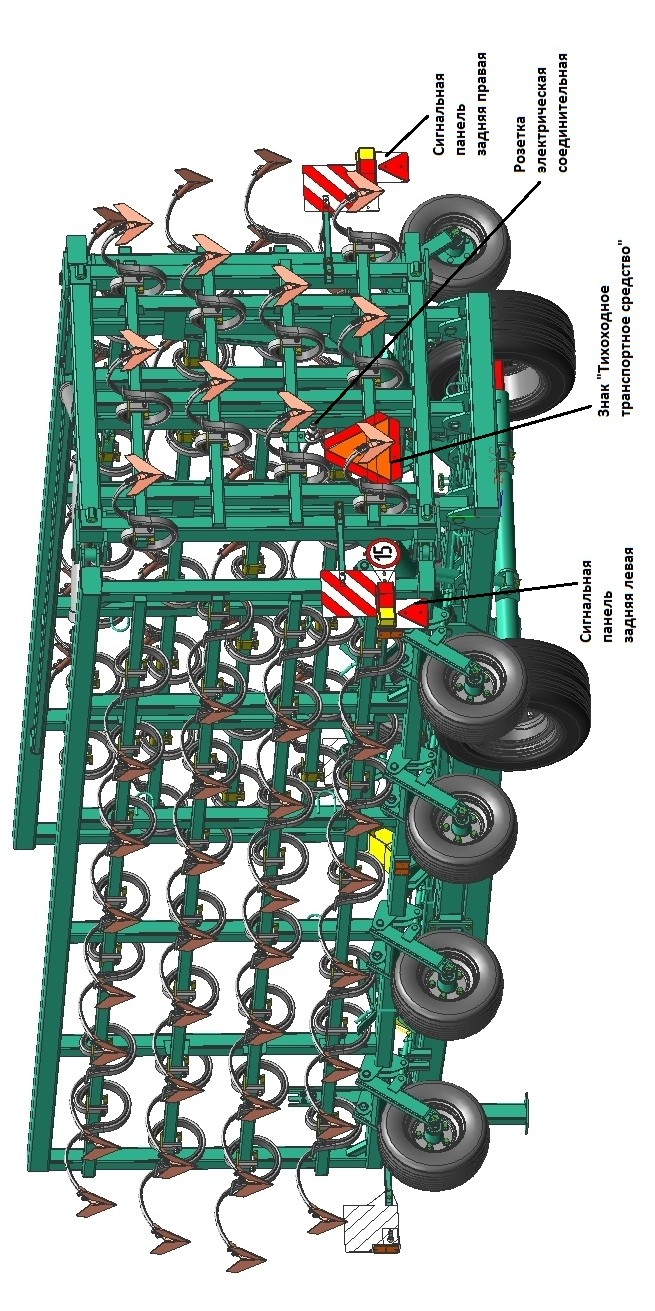 Сигнальная
панель
задняя правая
Розетка
электрическая
соединительная
Знак "Тихоходное
транспортное средство"
15
Сигнальная
панель
задняя левая